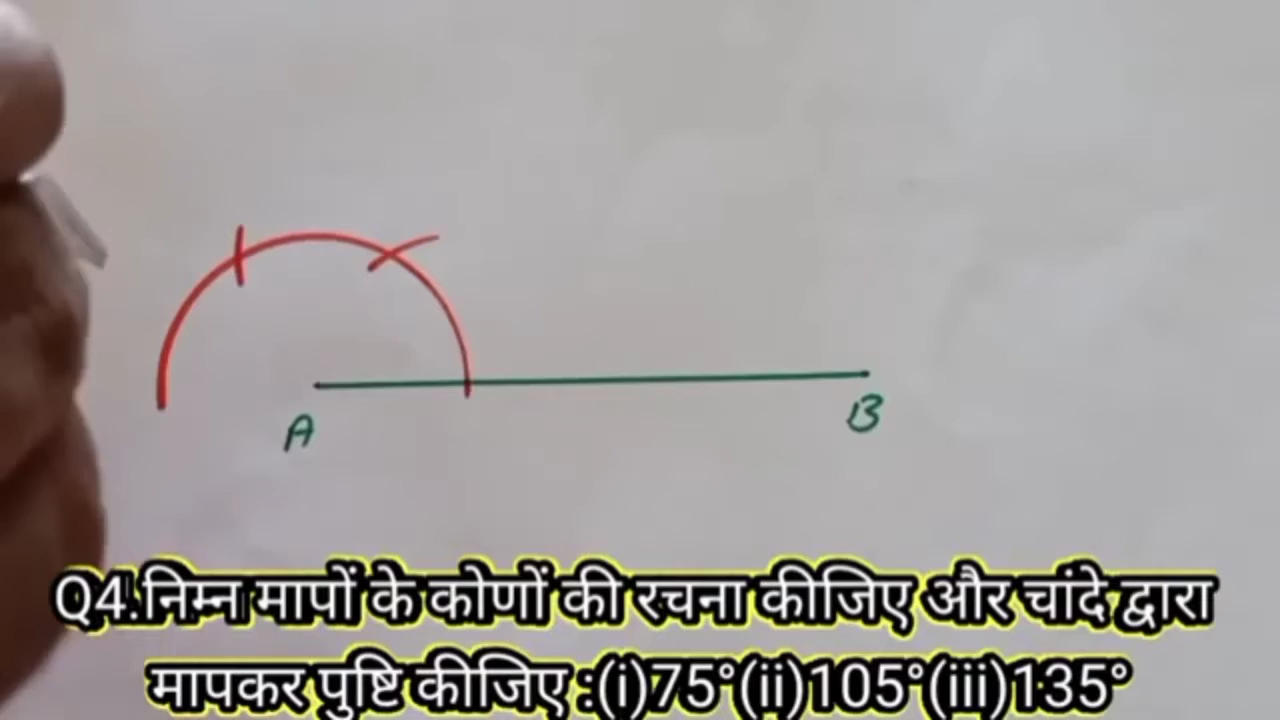 A
B
Q4.निम्न मापों के कोणों की रचना कीजिए और चांदे द्वारा
मापकर पुष्टि कीजिए :(i)75°(ii)105°(iii)135°